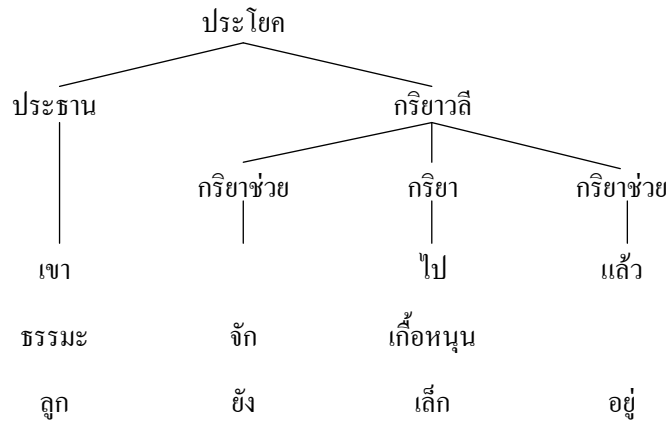 ประโยค
ประธาน กริยาวลี
กริยาช่วย กริยา กริยาช่วย
เขา ไป แล้ว
ธรรมะ จัก เกื้อหนุน
ลูก ยัง เล็ก อยู่